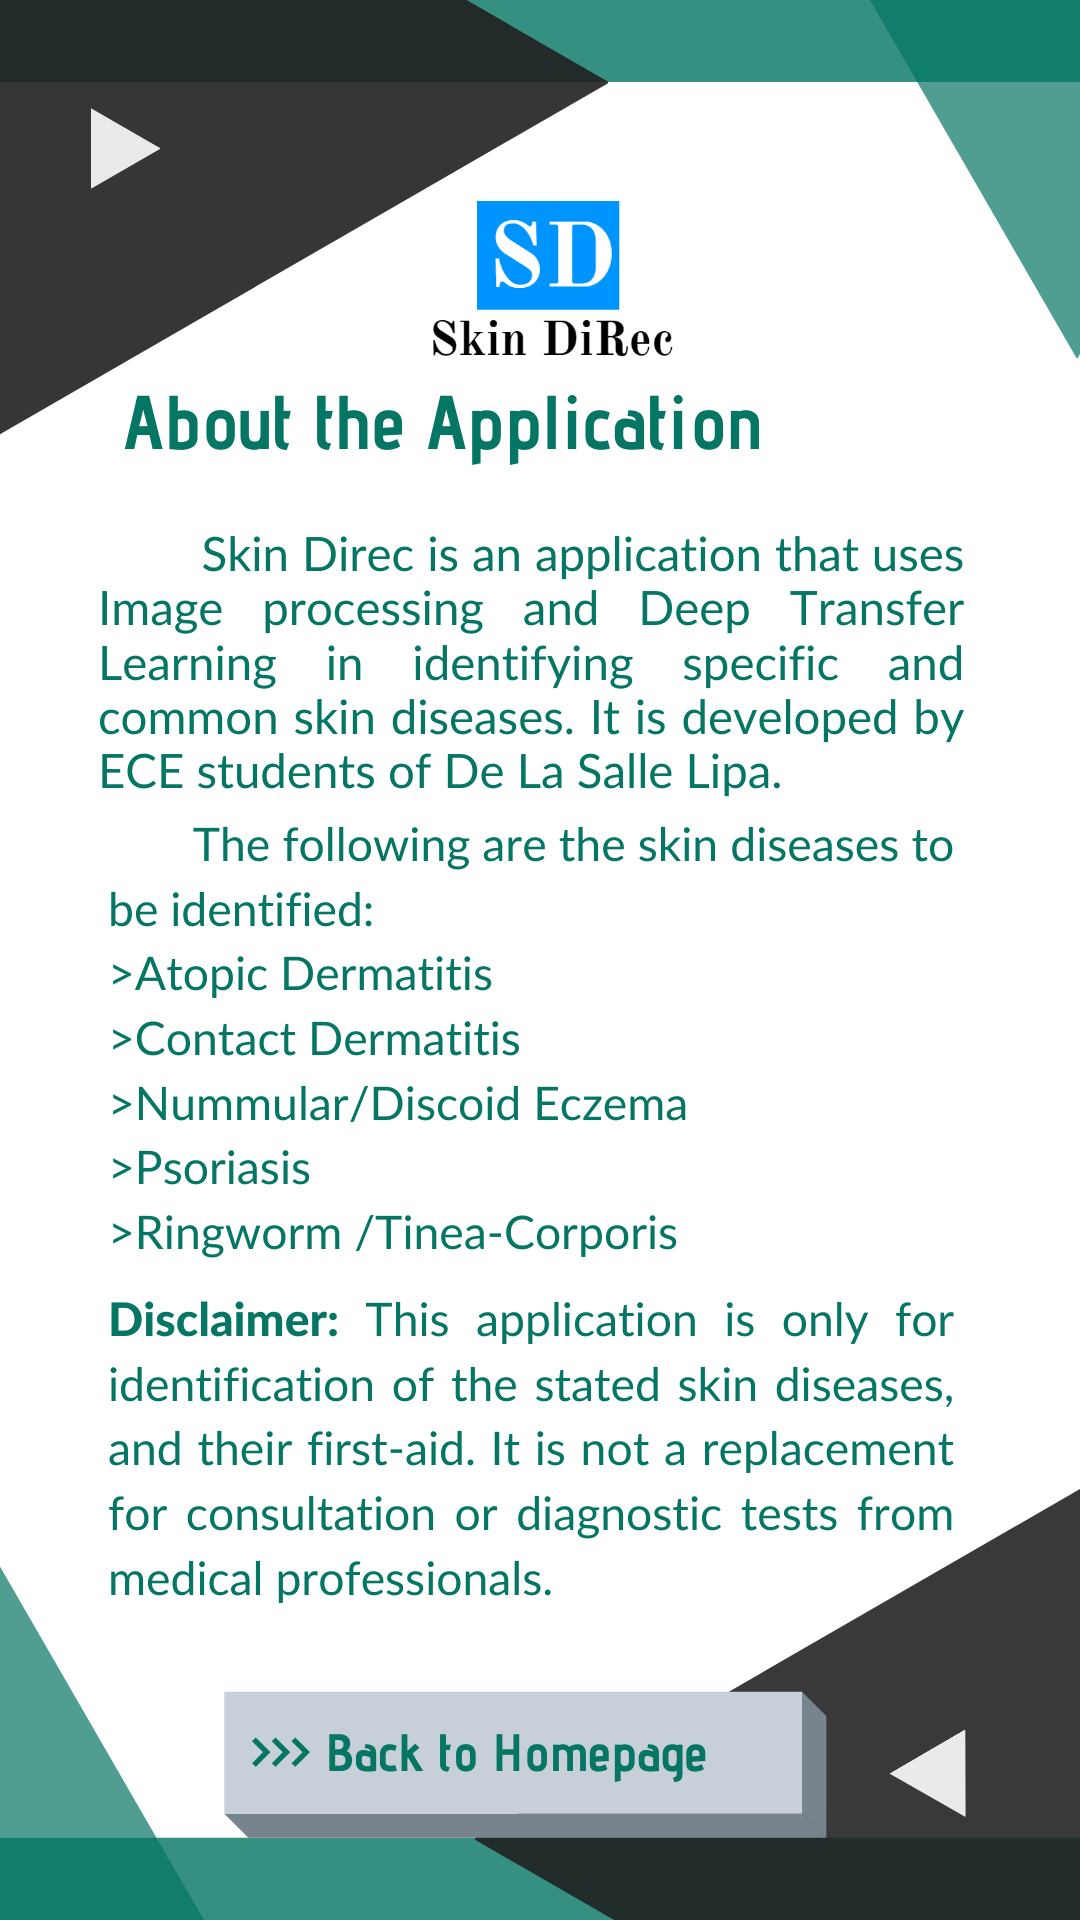 SD
Skin DiRec
About the Application
Skin Direc is an application that uses
Image processing and Deep Transfer
Learning in identifying specific and
common skin diseases. It is developed by
ECE students of De La Salle Lipa.
The following are the skin diseases to
be identified:
>Atopic Dermatitis
>Contact Dermatitis
>Nummular/Discoid Eczema
>Psoriasis
>Ringworm /Tinea-Corporis
Disclaimer: This application is only for
identification of the stated skin diseases,
and their first-aid. It is not a replacement
for consultation or diagnostic tests from
medical professionals.
>>> Back to Homepage